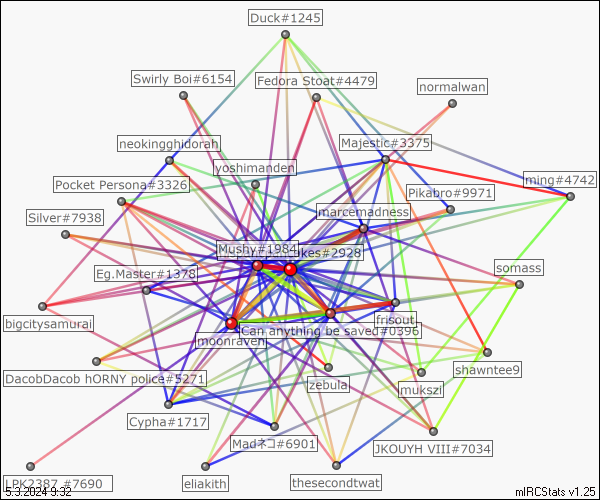 Duck#1245
Swirly Boi#6154
Fedora Stoat#4479
normalwan
neokingghidorah
Majestic#3375
yoshimanden
ming#4742
Pocket Persona#3326
Pikabro#9971
Silver#7938
marcemadness
Mushy#1984
ukes#2928
Eg.Master#1378
somass
bigcitysamurai
frisout
Can anything be saved#0396
moonraven
shawntee9
DacobDacob hORNY police#5271
zebula
mukszi
Cypha#1717
Madネコ#6901
JKOUYH VIII#7034
LPK2387 #7690
eliakith
thesecondtwat
5.3.2024 9:32
mIRCStats v1.25